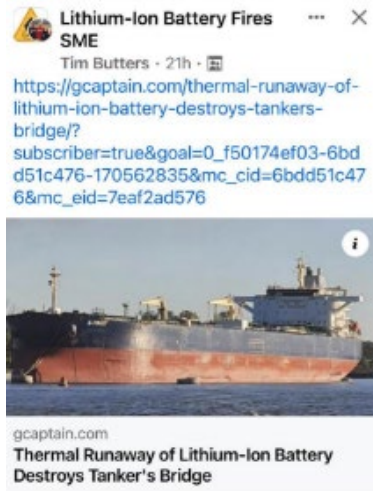 Lithium-Ion Battery Fires
SME
Tim Butters · 21h ·
https://gcaptain.com/thermal-runaway-of-
lithium-ion-battery-destroys-tankers-
bridge/?
subscriber=true&goal=0_f50174ef03-6bd
d51c476-170562835&mc_cid=6bdd51c47
6&mc_eid=7eaf2ad576
gcaptain.com
Thermal Runaway of Lithium-Ion Battery
Destroys Tanker's Bridge